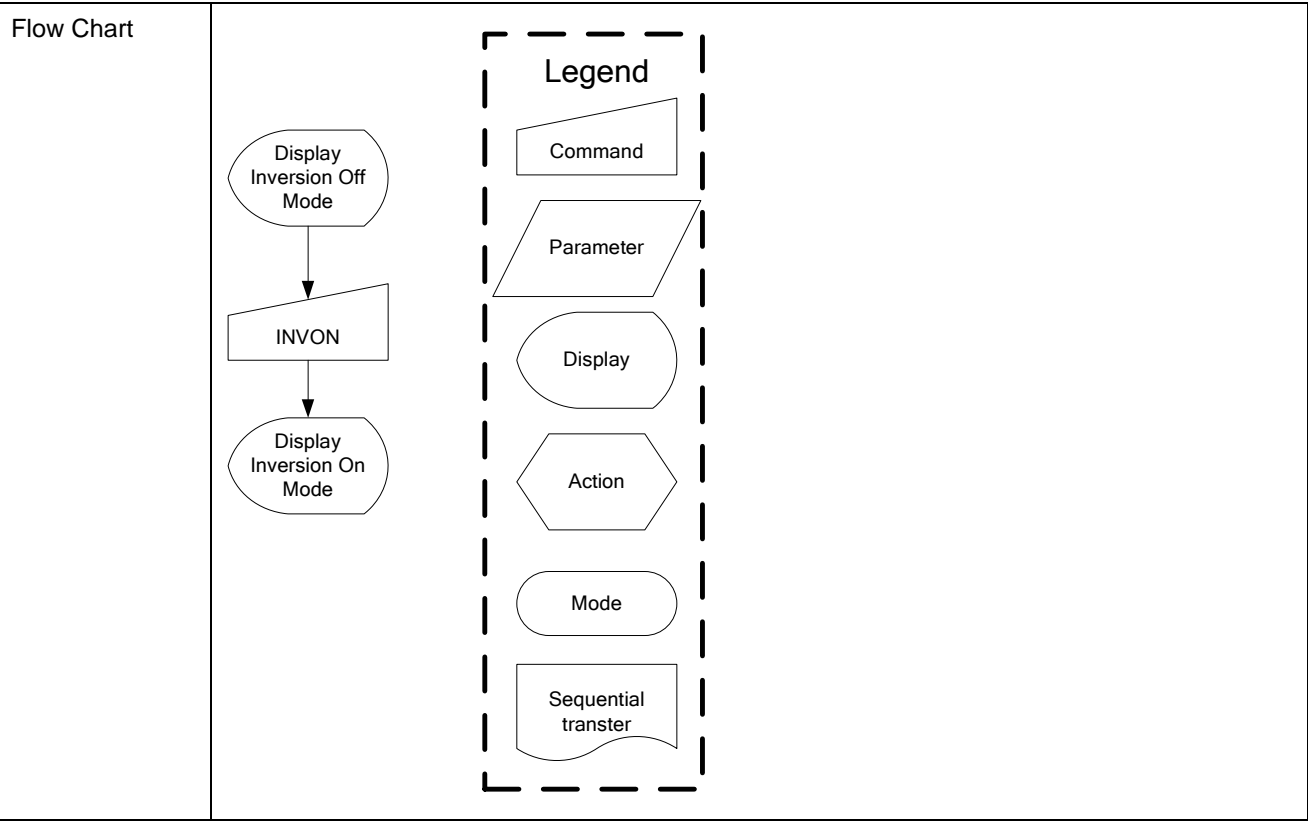 Flow Chart
Display
Inversion Off
Mode
INVON
Display
Inversion On
Mode
Legend
Command
Parameter
Display
Action
Mode
Sequential
transter